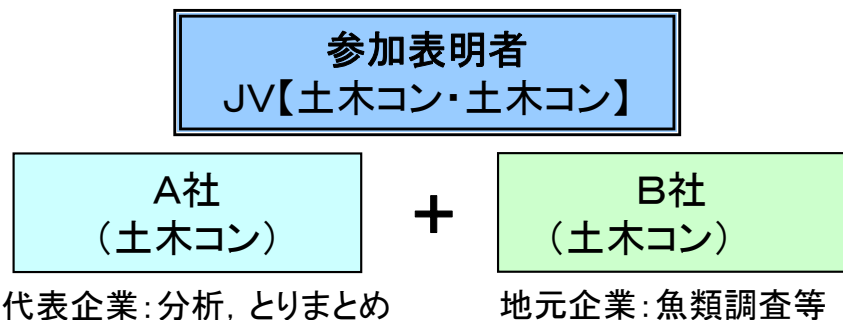 参加表明者
JV【土木コン・土木コン】
A社
（土木コン）
+
B社
（土木コン）
代表企業：分析，とりまとめ
地元企業：魚類調査等